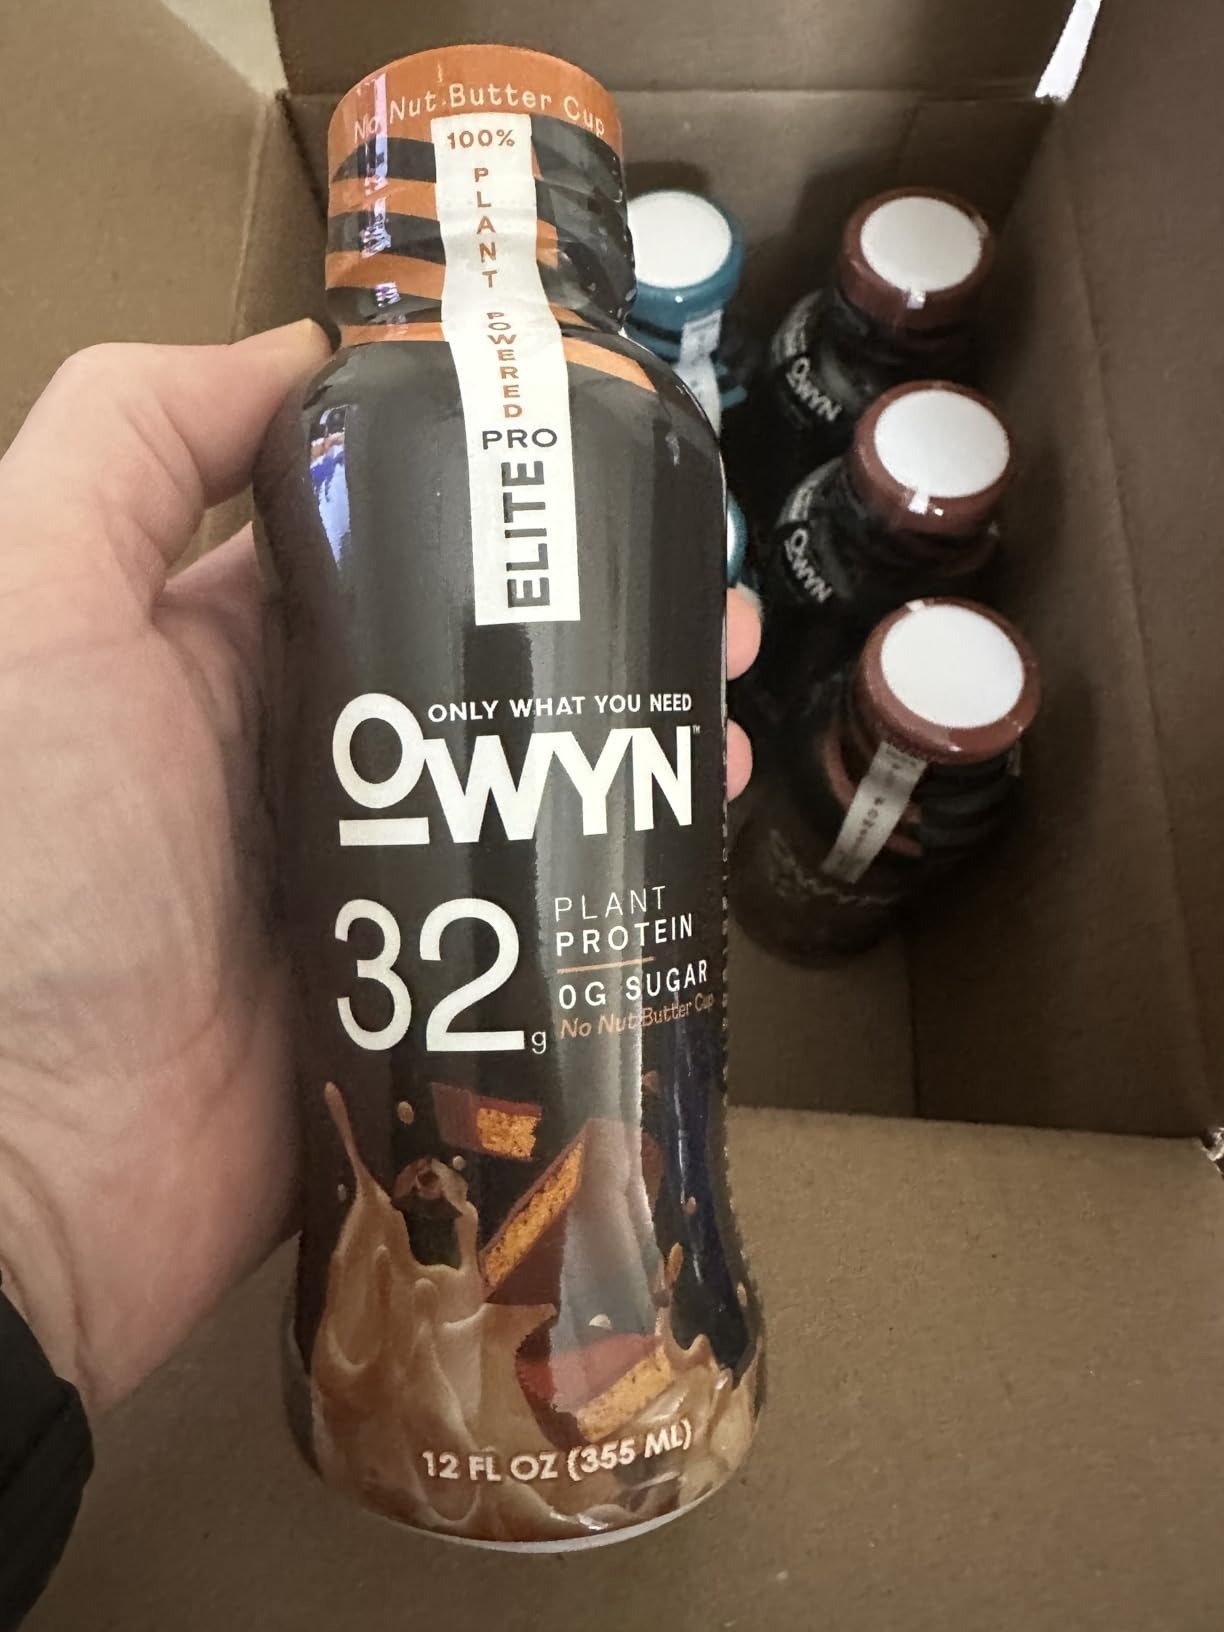 No Nut Butter Cup
100%
PLANT
POWERED
PRO
ELITE
ONLY WHAT YOU NEED
OWYN™
32g
PLANT
PROTEIN
0G SUGAR
No Nut Butter Cup
12 FL OZ (355 ML)
OWYN
OWYN